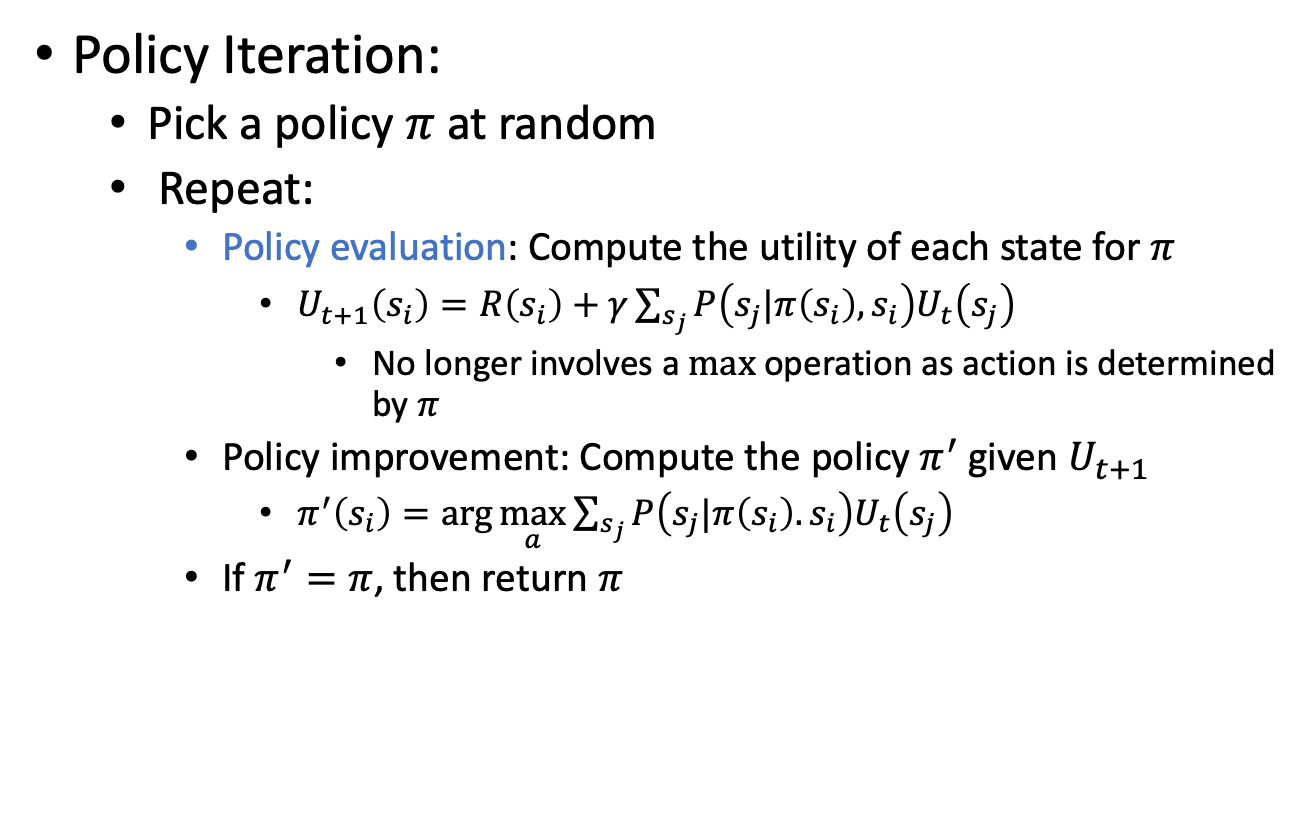 • Policy Iteration:
• Pick a policy π at random
• Repeat:
• Policy evaluation: Compute the utility of each state for π
• U_{t+1}(s_i) = R(s_i) + γ ∑_{s_j} P(s_j|π(s_i), s_i)U_t(s_j)
• No longer involves a max operation as action is determined
by π
• Policy improvement: Compute the policy π′ given U_{t+1}
• π′(s_i) = arg max_a ∑_{s_j} P(s_j|π(s_i). s_i)U_t(s_j)
• If π′ = π, then return π